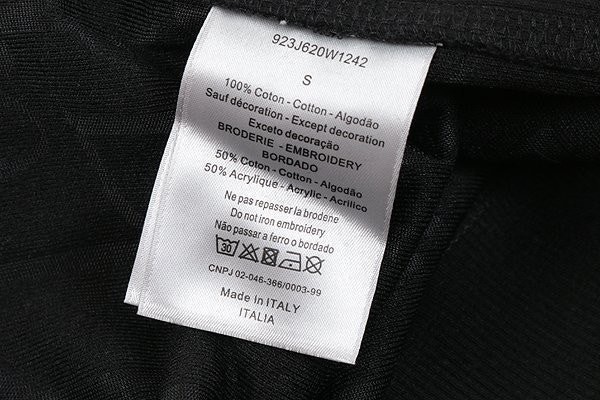 923J620W1242
S
100% Coton - Cotton - Algodão
Sauf décoration - Except decoration
Exceto decoração
BRODERIE - EMBROIDERY
BORDADO
50% Coton - Cotton - Algodão
50% Acrylique - Acrylic - Acrilico
Ne pas repasser la brodene
Do not iron embroidery
Não passar a ferro o bordado
30
CNPJ 02-046-366/0003-99
Made in ITALY
ITALIA